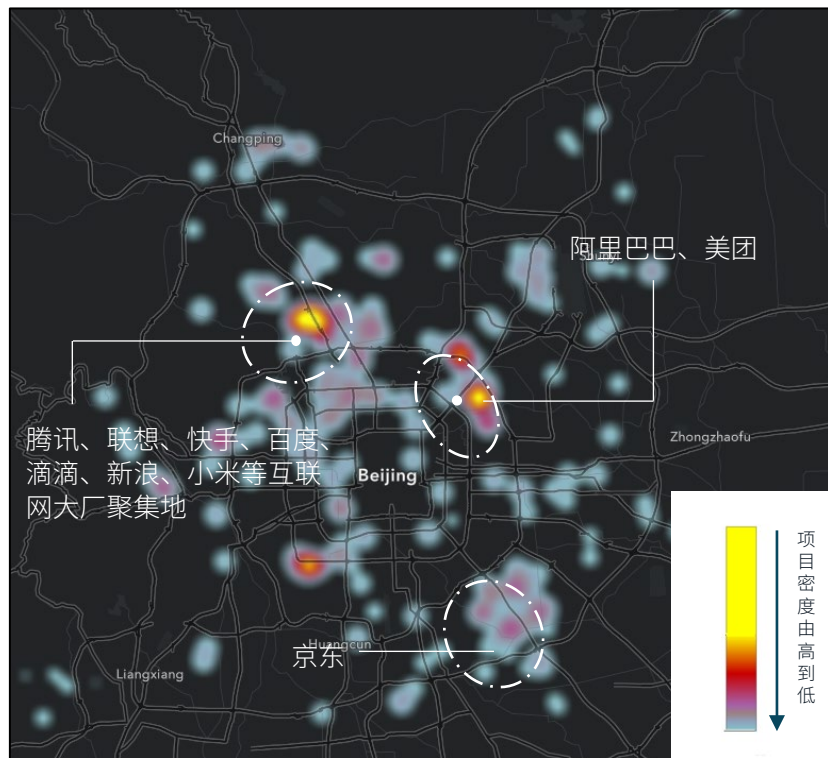 Changping
阿里巴巴、美团
腾讯、联想、快手、百度、
滴滴、新浪、小米等互联
网大厂聚集地
Zhongzhaofu
Beijing
项目密度由高到低
Huangcun
京东
Liangxiang